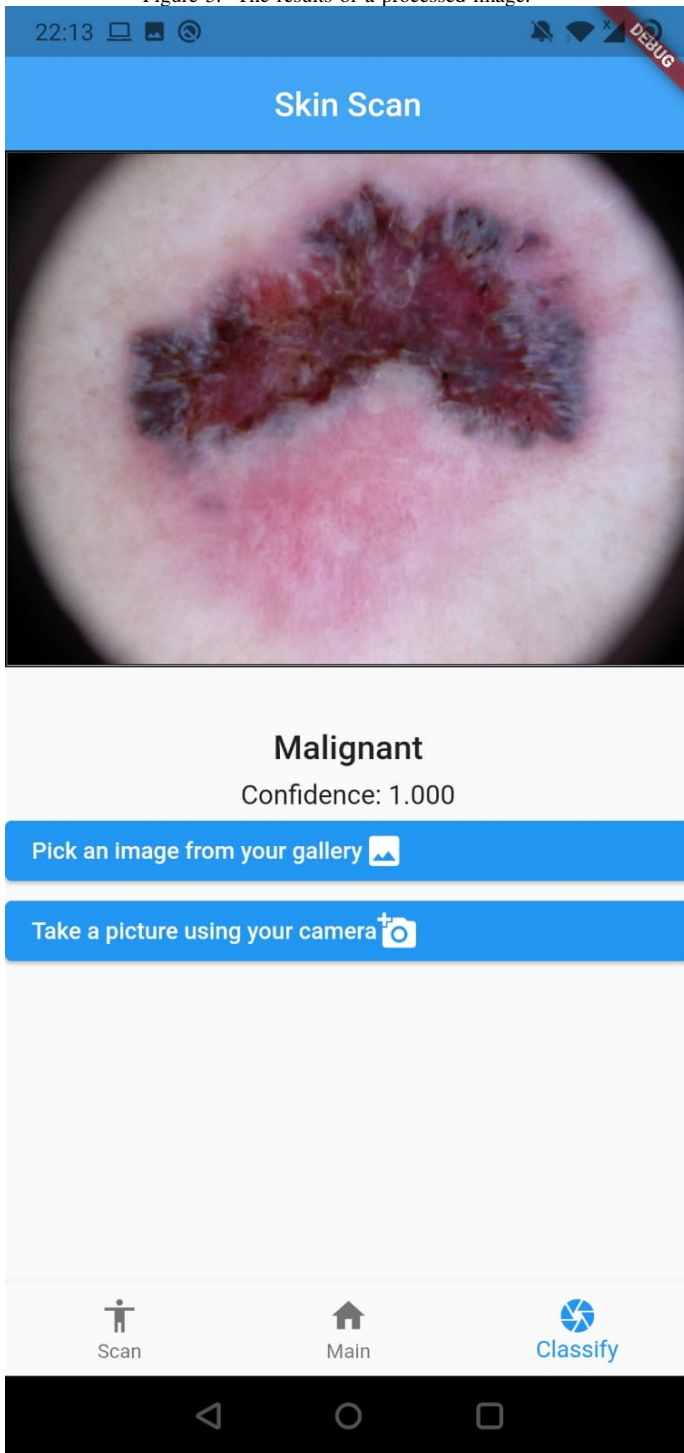 Figure 3. The results of a processed image.
22:13
DEBUG
Skin Scan
Malignant
Confidence: 1.000
Pick an image from your gallery
Take a picture using your camera
Scan
Main
Classify